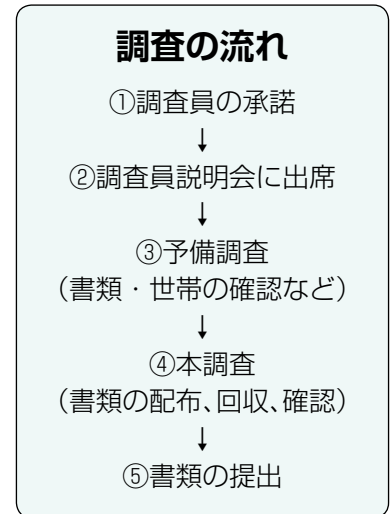 調査の流れ
①調査員の承諾
↓
②調査員説明会に出席
↓
③予備調査
(書類・世帯の確認など)
↓
④本調査
(書類の配布、回収、確認)
↓
⑤書類の提出